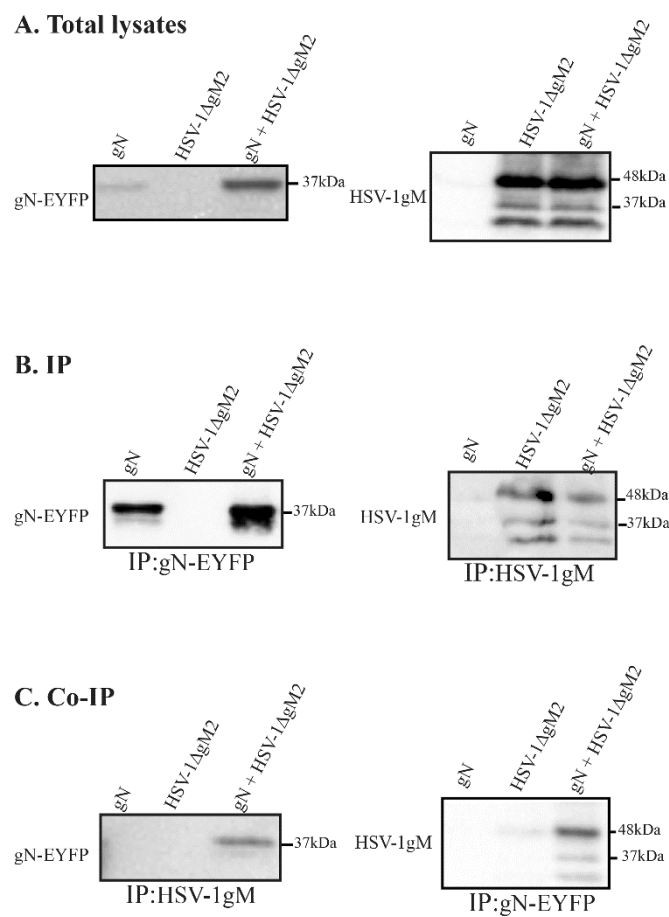 A. Total lysates
gN
HSV-1ΔgM2
gN + HSV-1ΔgM2
gN-EYFP
37kDa
gN
HSV-1ΔgM2
gN + HSV-1ΔgM2
HSV-1gM
48kDa
37kDa
B. IP
gN
HSV-1ΔgM2
gN + HSV-1ΔgM2
gN-EYFP
37kDa
IP:gN-EYFP
gN
HSV-1ΔgM2
gN + HSV-1ΔgM2
HSV-1gM
48kDa
37kDa
IP:HSV-1gM
C. Co-IP
gN
HSV-1ΔgM2
gN + HSV-1ΔgM2
gN-EYFP
37kDa
IP:HSV-1gM
gN
HSV-1ΔgM2
gN + HSV-1ΔgM2
HSV-1gM
48kDa
37kDa
IP:gN-EYFP